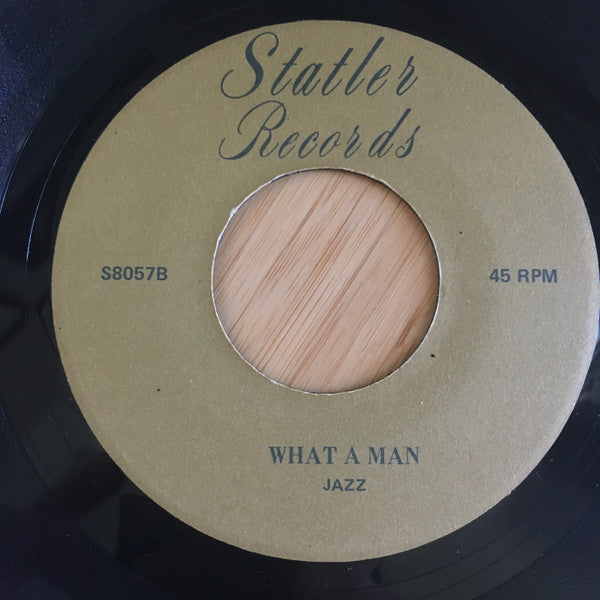 Statler
Records
S8057B
45 RPM
WHAT A MAN
JAZZ